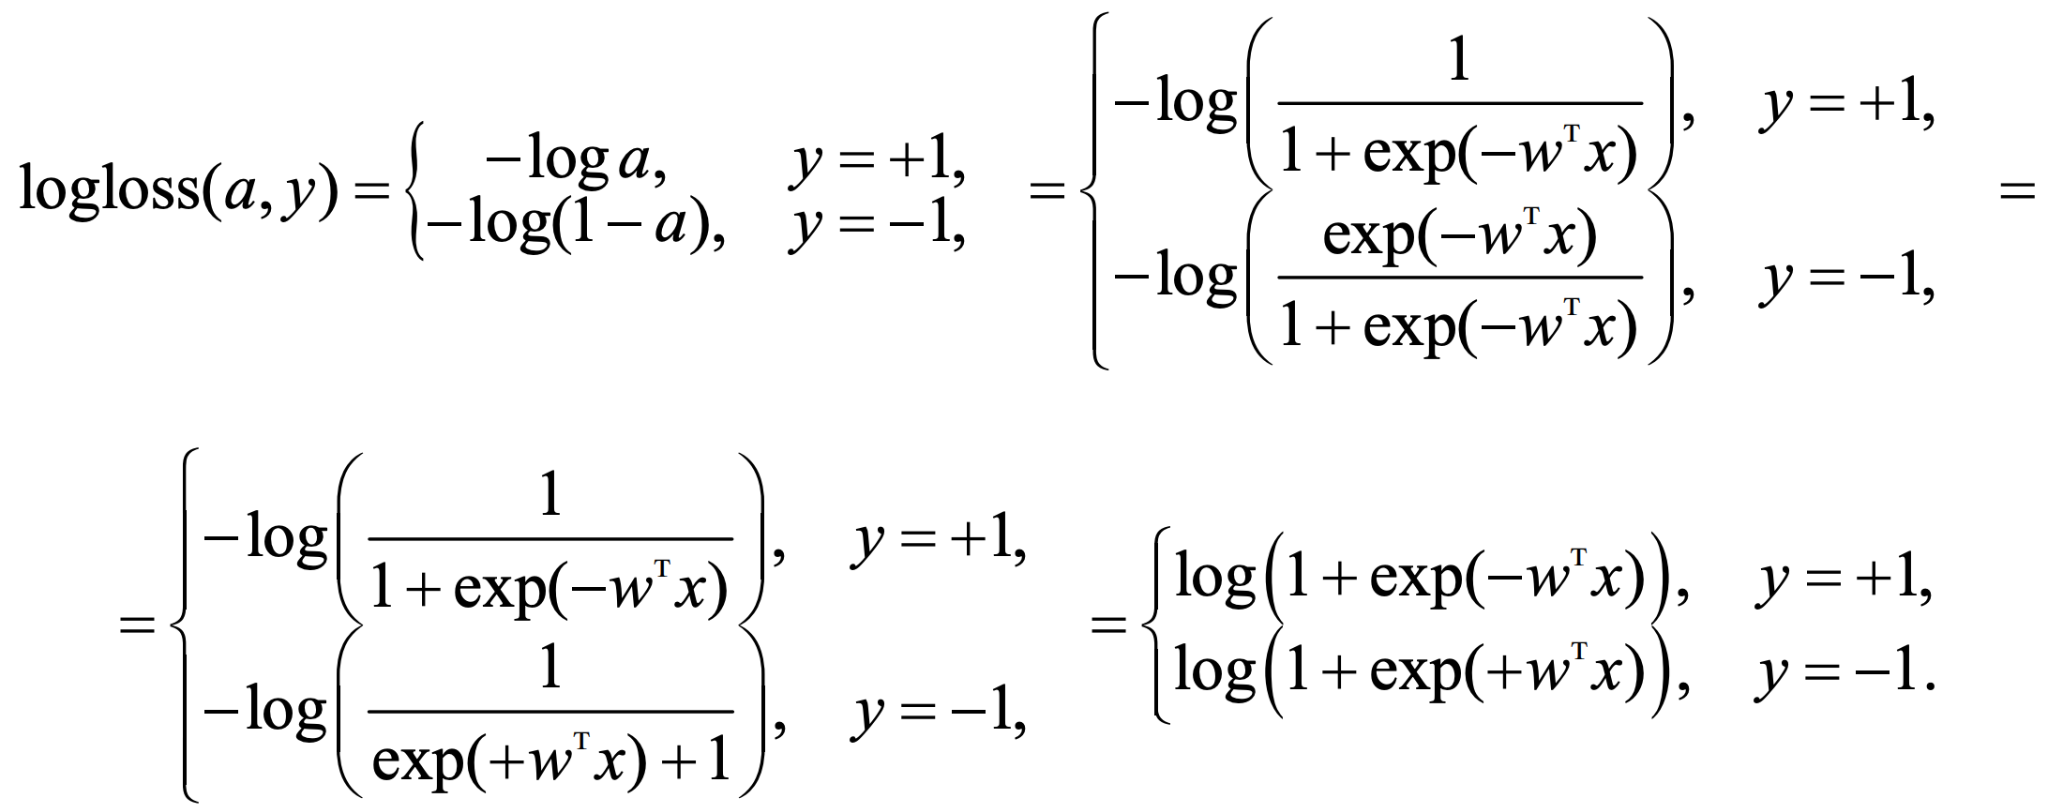 logloss(a, y) = { −log a, y = +1, −log(1 − a), y = −1, = { −log(1 / (1 + exp(−wᵀx))), y = +1, −log(exp(−wᵀx) / (1 + exp(−wᵀx))), y = −1, =
= { −log(1 / (1 + exp(−wᵀx))), y = +1, −log(1 / (exp(+wᵀx) + 1)), y = −1, = { log(1 + exp(−wᵀx)), y = +1, log(1 + exp(+wᵀx)), y = −1.